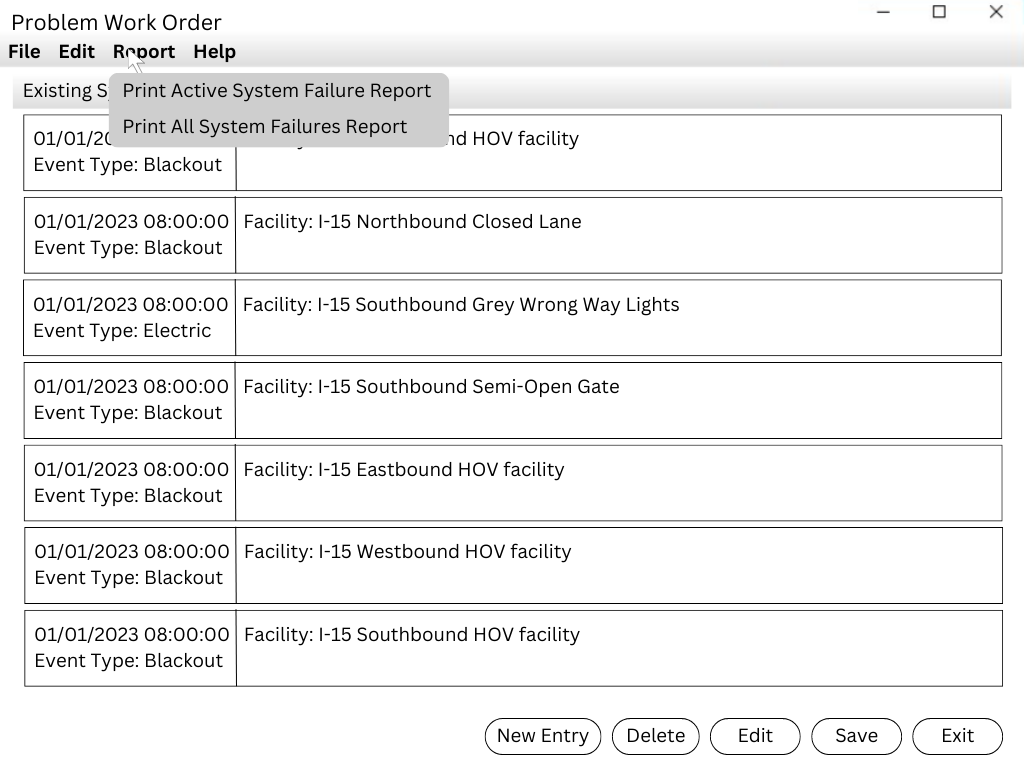 Problem Work Order
File Edit Report Help
Existing S
Print Active System Failure Report
Print All System Failures Report
01/01/20
nd HOV facility
Event Type: Blackout
01/01/2023 08:00:00 Facility: I-15 Northbound Closed Lane
Event Type: Blackout
01/01/2023 08:00:00 Facility: I-15 Southbound Grey Wrong Way Lights
Event Type: Electric
01/01/2023 08:00:00 Facility: I-15 Southbound Semi-Open Gate
Event Type: Blackout
01/01/2023 08:00:00 Facility: I-15 Eastbound HOV facility
Event Type: Blackout
01/01/2023 08:00:00 Facility: I-15 Westbound HOV facility
Event Type: Blackout
01/01/2023 08:00:00 Facility: I-15 Southbound HOV facility
Event Type: Blackout
New Entry Delete Edit Save Exit